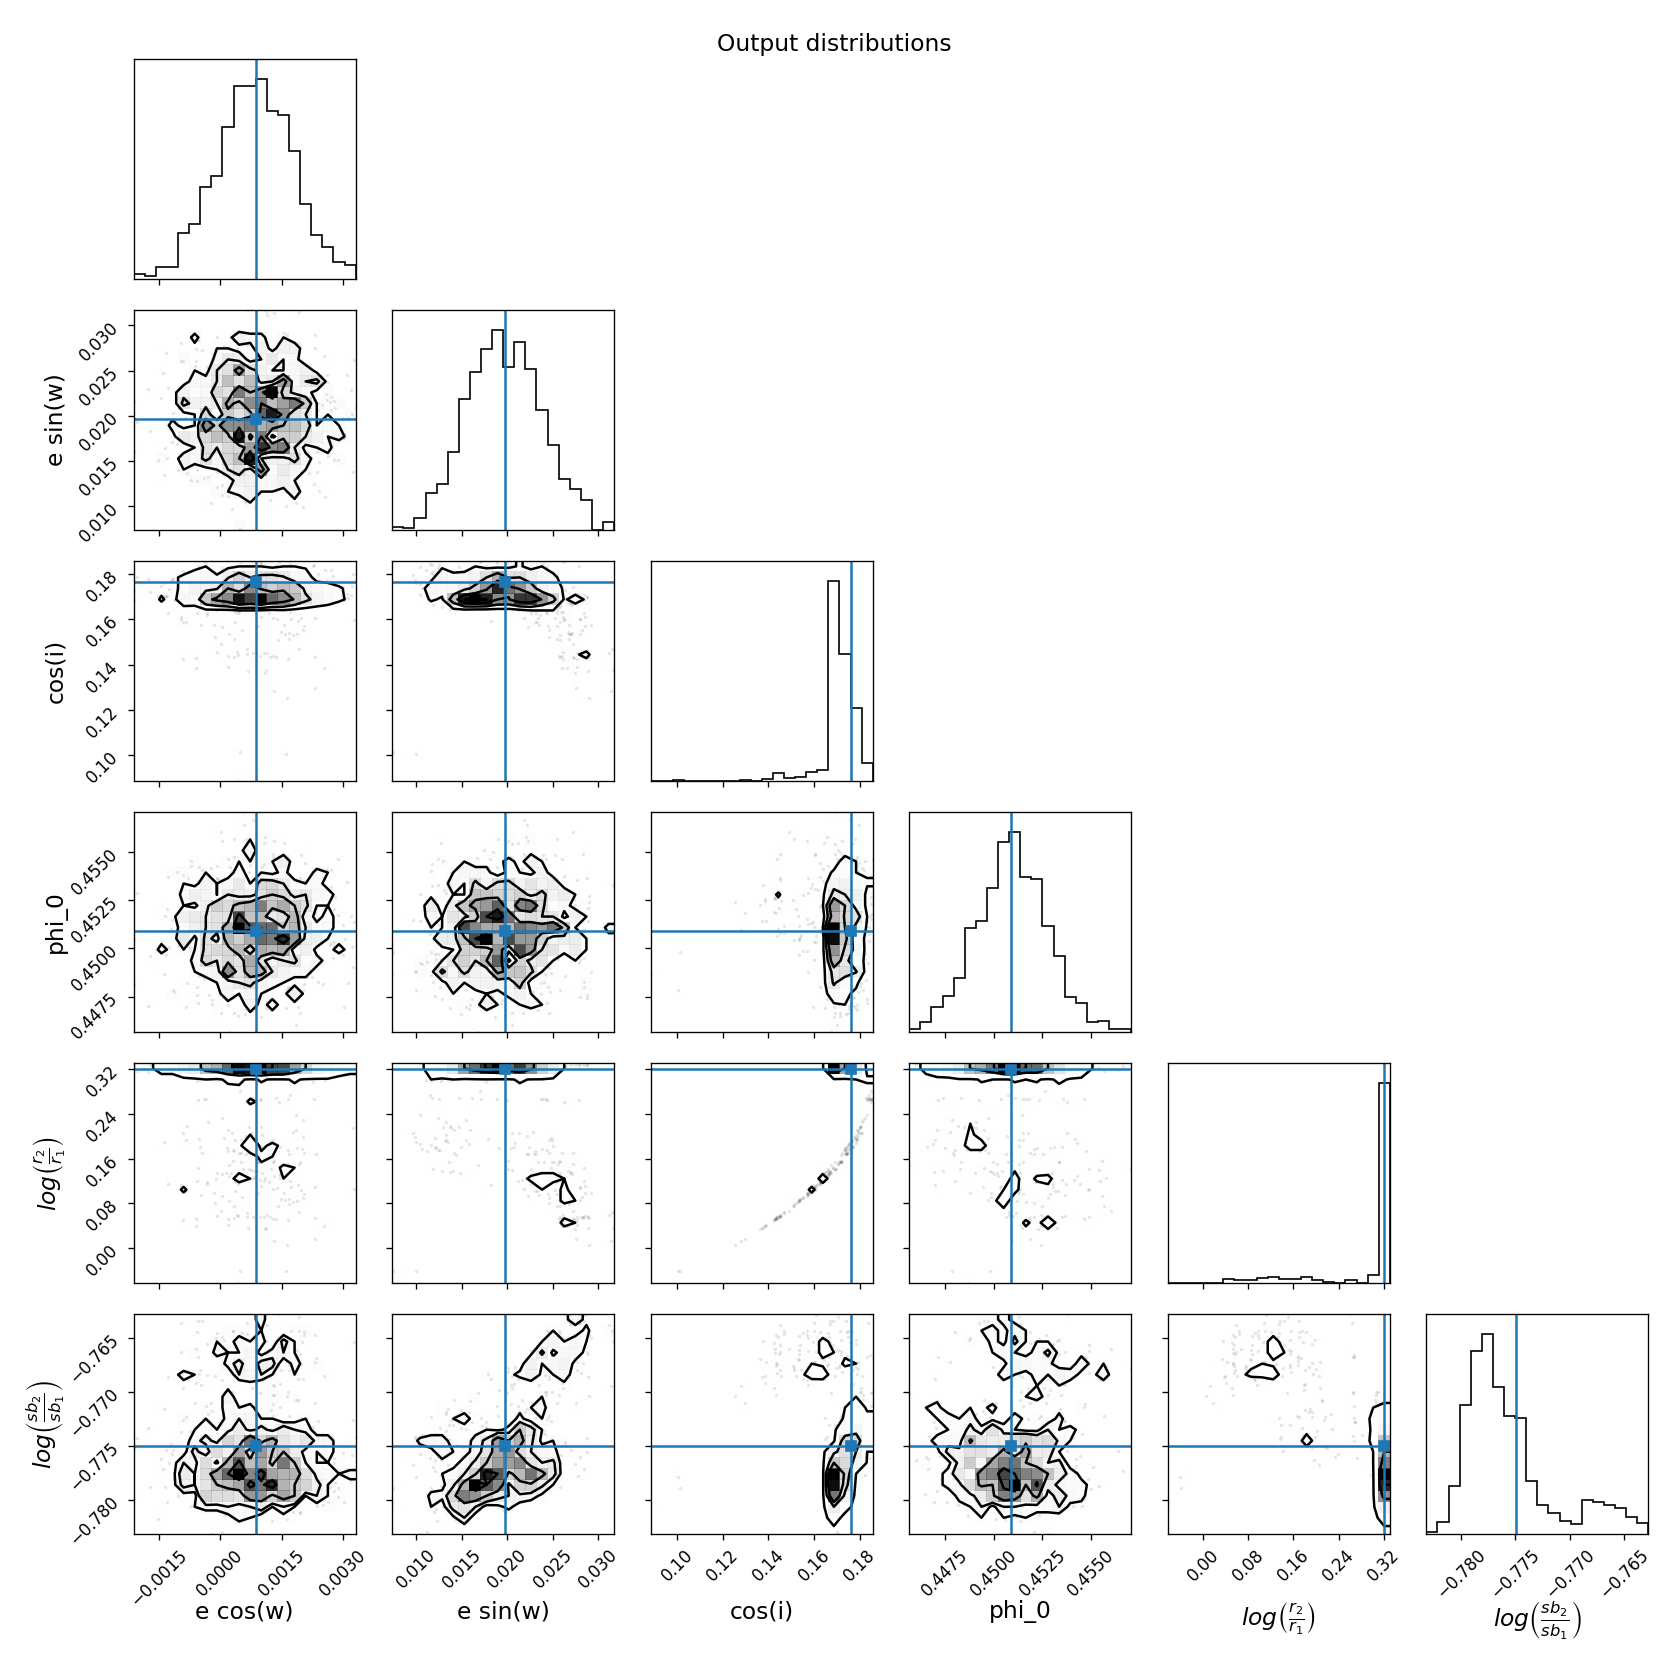 Output distributions
e sin(w)
0.030
0.025
0.020
0.015
0.010
cos(i)
0.18
0.16
0.14
0.12
0.10
phi_0
0.4550
0.4525
0.4500
0.4475
log(r₂/r₁)
0.32
0.24
0.16
0.08
0.00
log(sb₂/sb₁)
−0.765
−0.770
−0.775
−0.780
−0.0015 0.0000 0.0015 0.0030 0.010 0.015 0.020 0.025 0.030 0.10 0.12 0.14 0.16 0.18 0.4475 0.4500 0.4525 0.4550 0.00 0.08 0.16 0.24 0.32 −0.780 −0.775 −0.770 −0.765
e cos(w) e sin(w) cos(i) phi_0 log(r₂/r₁) log(sb₂/sb₁)